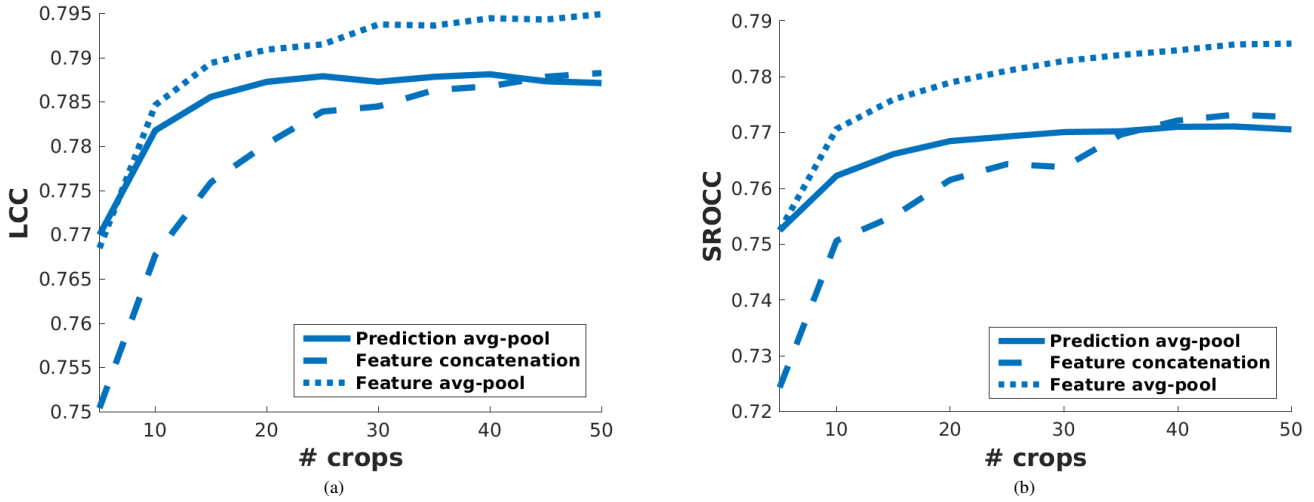 0.795
0.79
0.785
0.78
0.775
0.77
0.765
0.76
0.755
0.75
LCC
10 20 30 40 50
# crops
Prediction avg-pool
Feature concatenation
Feature avg-pool
(a)
0.79
0.78
0.77
0.76
0.75
0.74
0.73
0.72
SROCC
10 20 30 40 50
# crops
Prediction avg-pool
Feature concatenation
Feature avg-pool
(b)